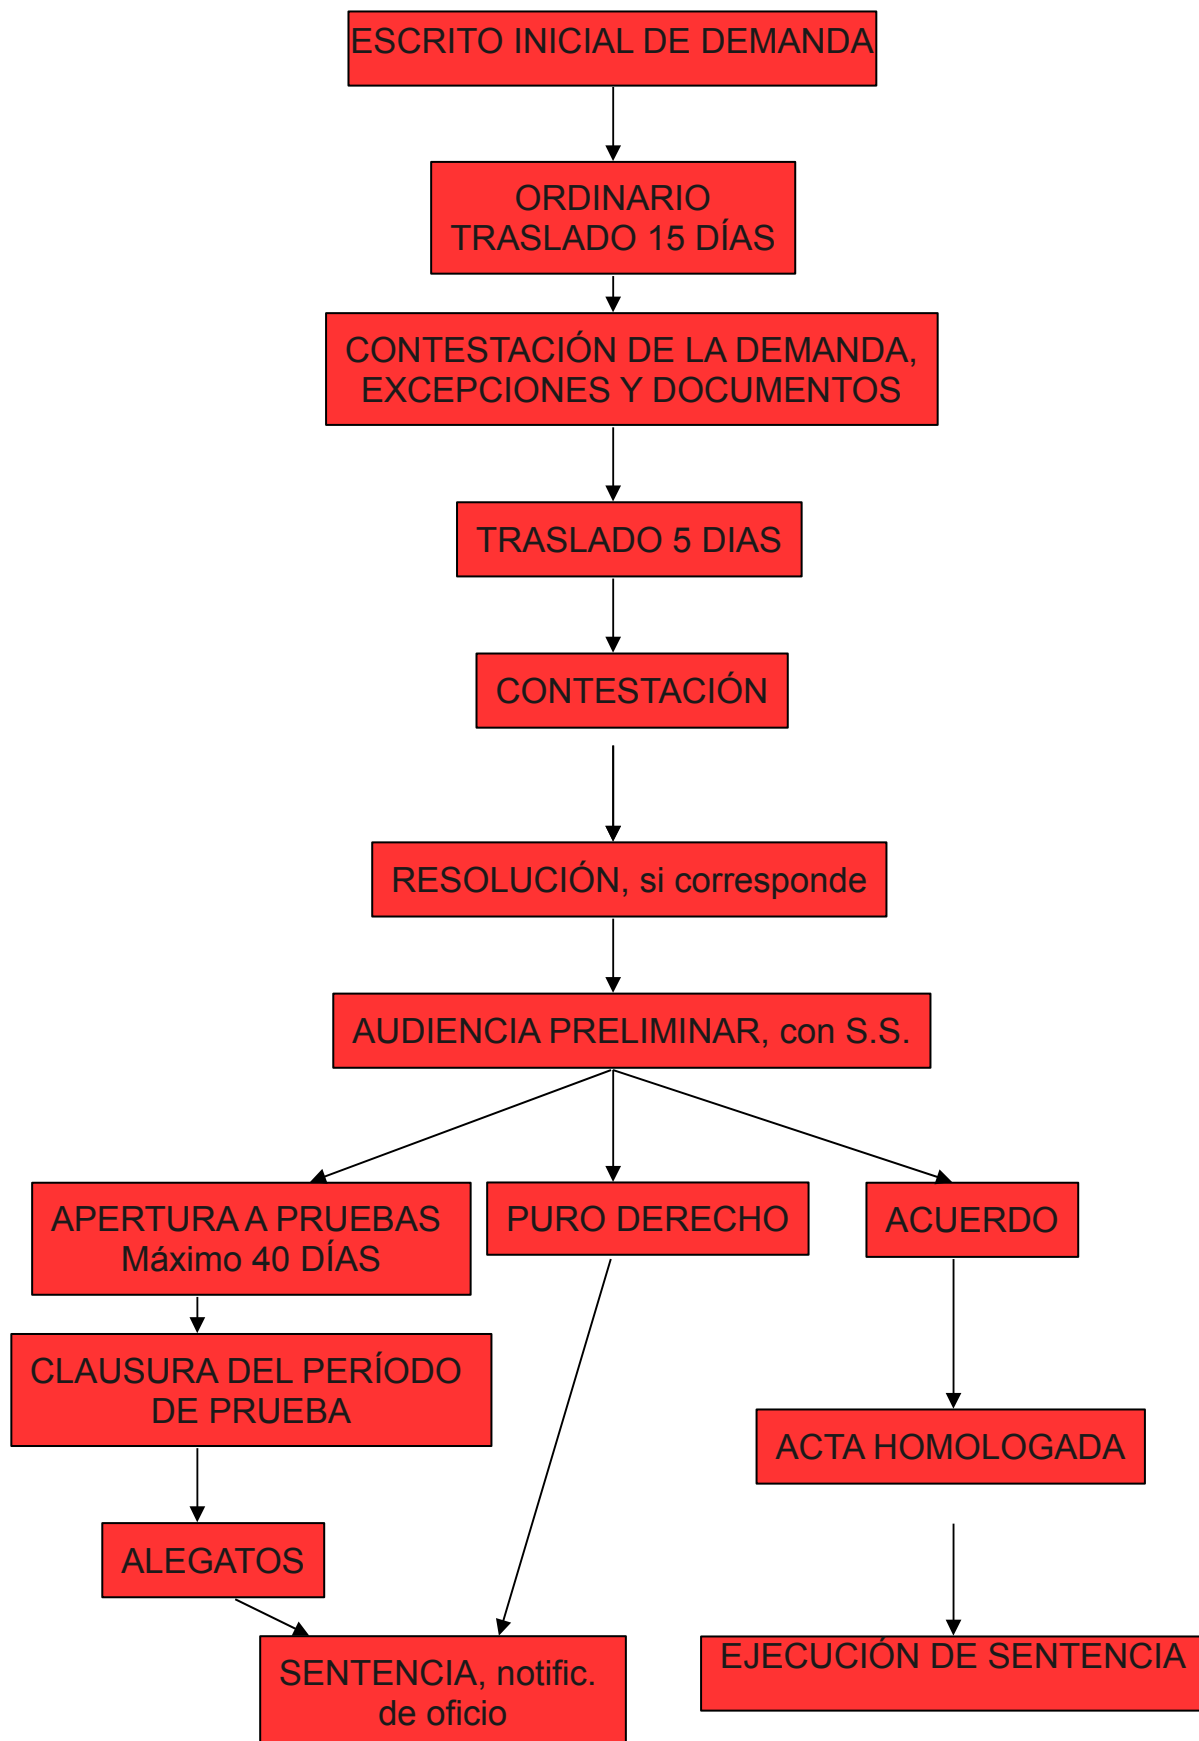 ESCRITO INICIAL DE DEMANDA
ORDINARIO
TRASLADO 15 DÍAS
CONTESTACIÓN DE LA DEMANDA,
EXCEPCIONES Y DOCUMENTOS
TRASLADO 5 DIAS
CONTESTACIÓN
RESOLUCIÓN, si corresponde
AUDIENCIA PRELIMINAR, con S.S.
APERTURA A PRUEBAS
Máximo 40 DÍAS
PURO DERECHO
ACUERDO
CLAUSURA DEL PERÍODO
DE PRUEBA
ACTA HOMOLOGADA
ALEGATOS
SENTENCIA, notific.
de oficio
EJECUCIÓN DE SENTENCIA